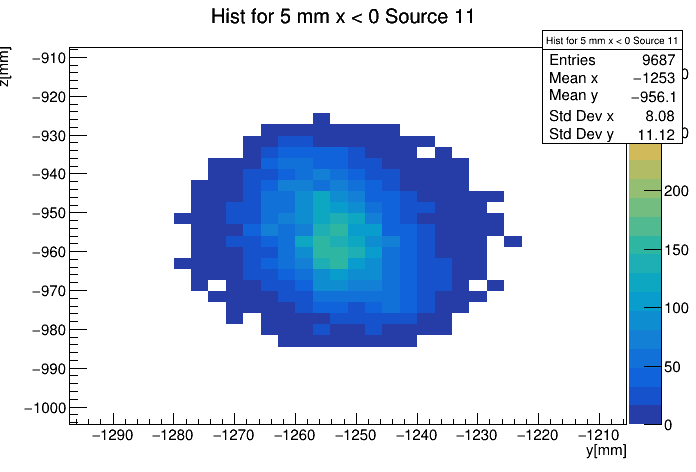 Hist for 5 mm x < 0 Source 11
z[mm]
Hist for 5 mm x < 0 Source 11
Entries 9687
Mean x −1253
Mean y −956.1
Std Dev x 8.08
Std Dev y 11.12
−910
−920
−930
−940
−950
−960
−970
−980
−990
−1000
200
150
100
50
0
−1290 −1280 −1270 −1260 −1250 −1240 −1230 −1220 −1210
y[mm]